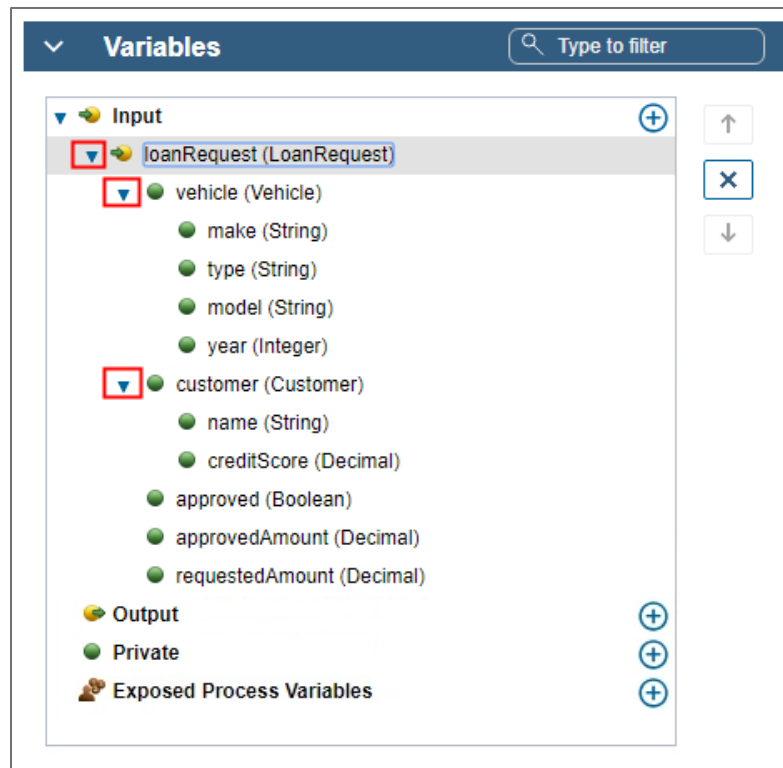 Variables
Type to filter
Input
loanRequest (LoanRequest)
vehicle (Vehicle)
make (String)
type (String)
model (String)
year (Integer)
customer (Customer)
name (String)
creditScore (Decimal)
approved (Boolean)
approvedAmount (Decimal)
requestedAmount (Decimal)
Output
Private
Exposed Process Variables